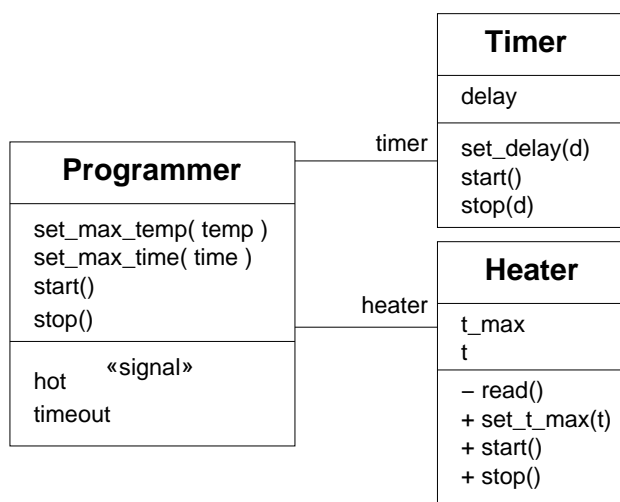 Programmer
set_max_temp( temp )
set_max_time( time )
start()
stop()
«signal»
hot
timeout
timer
heater
Timer
delay
set_delay(d)
start()
stop(d)
Heater
t_max
t
− read()
+ set_t_max(t)
+ start()
+ stop()